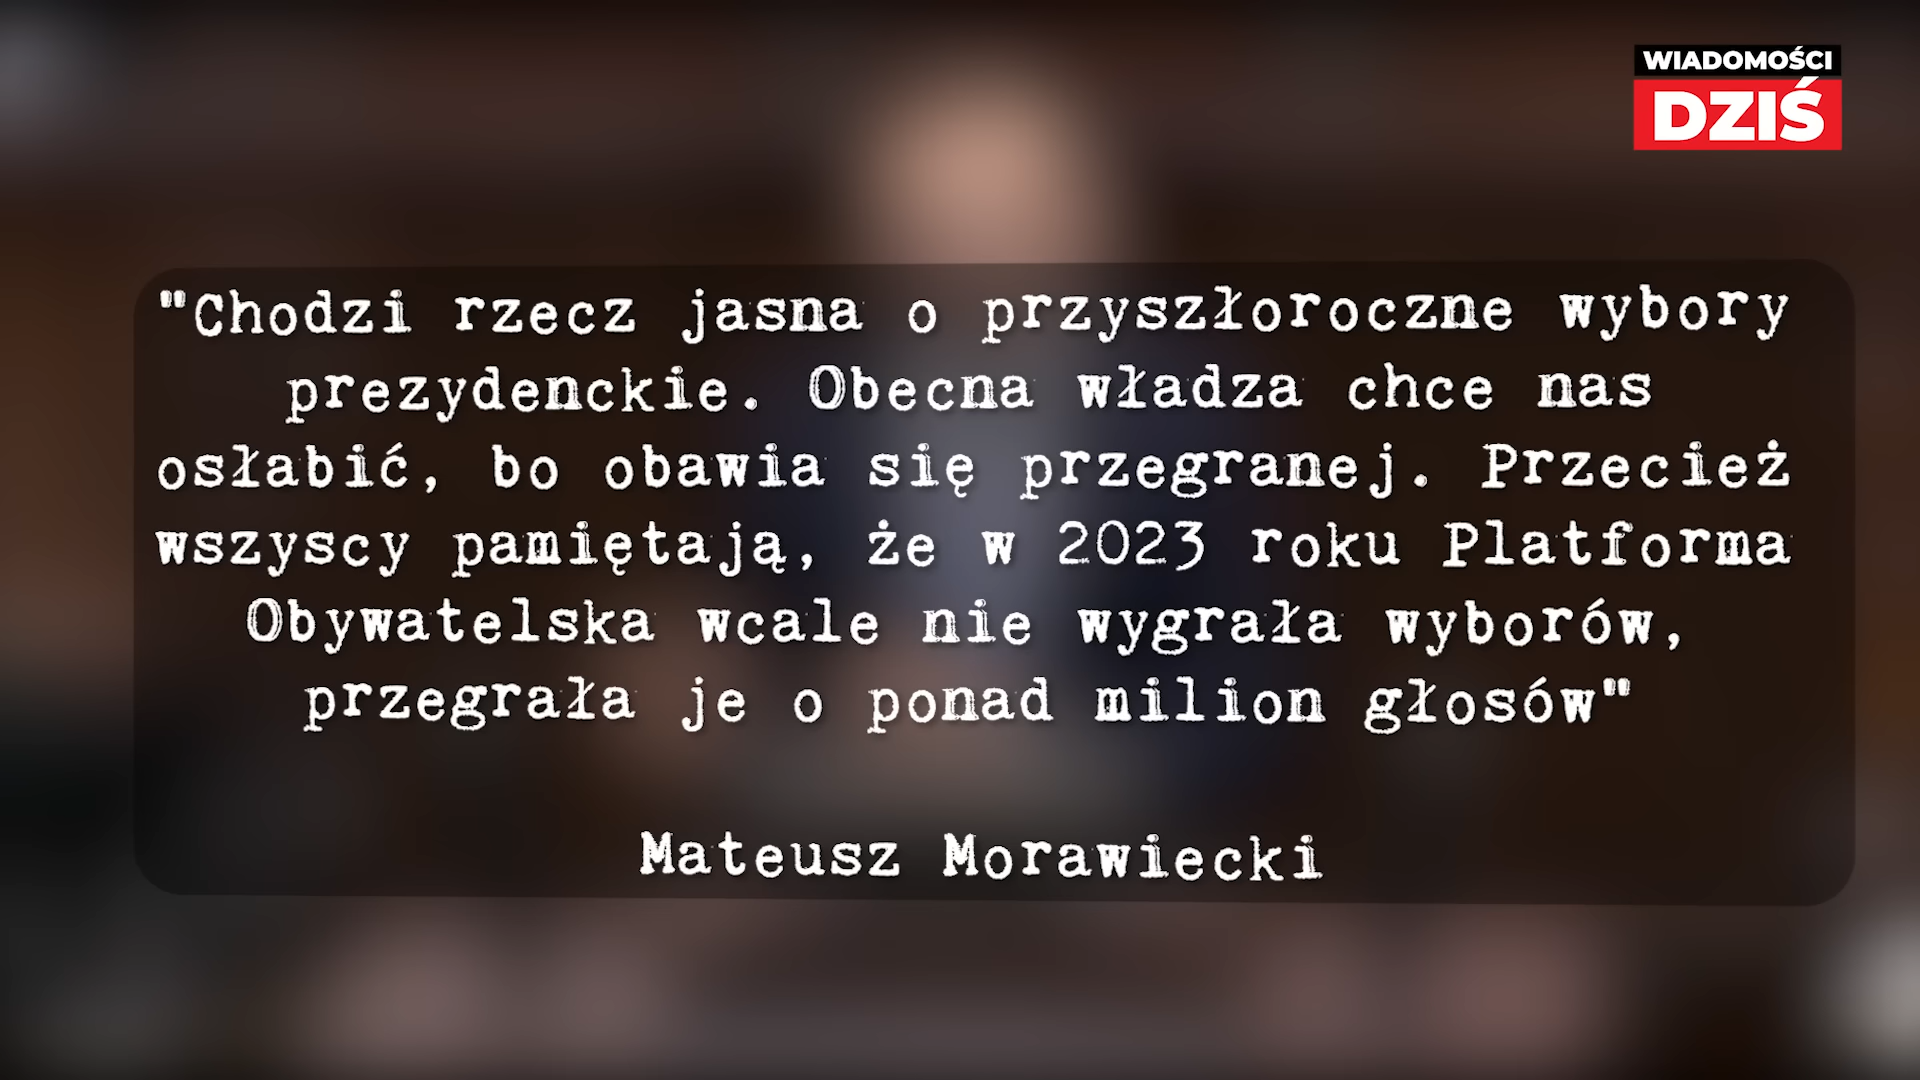 WIADOMOŚCI
DZIŚ
"Chodzi rzecz jasna o przyszłoroczne wybory
prezydenckie. Obecna władza chce nas
osłabić, bo obawia się przegranej. Przecież
wszyscy pamiętają, że w 2023 roku Platforma
Obywatelska wcale nie wygrała wyborów,
przegrała je o ponad milion głosów"
Mateusz Morawiecki